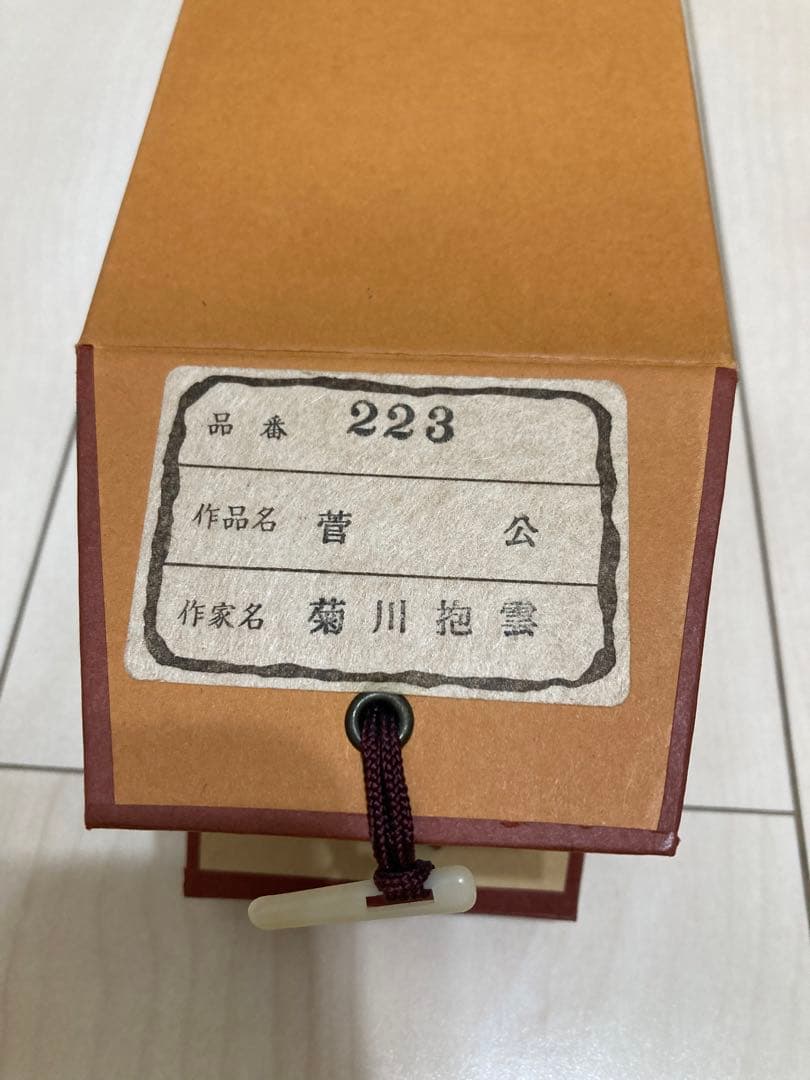 品番 223
作品名 菅公
作家名 菊川抱雲